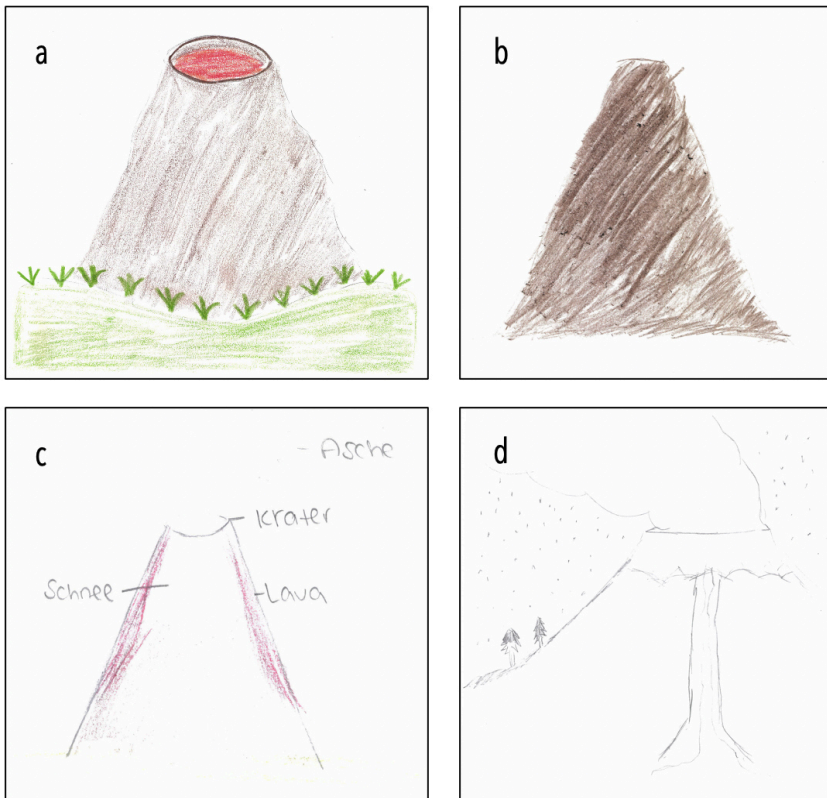 a
b
c
- Asche
Krater
Schnee
-Lava
d